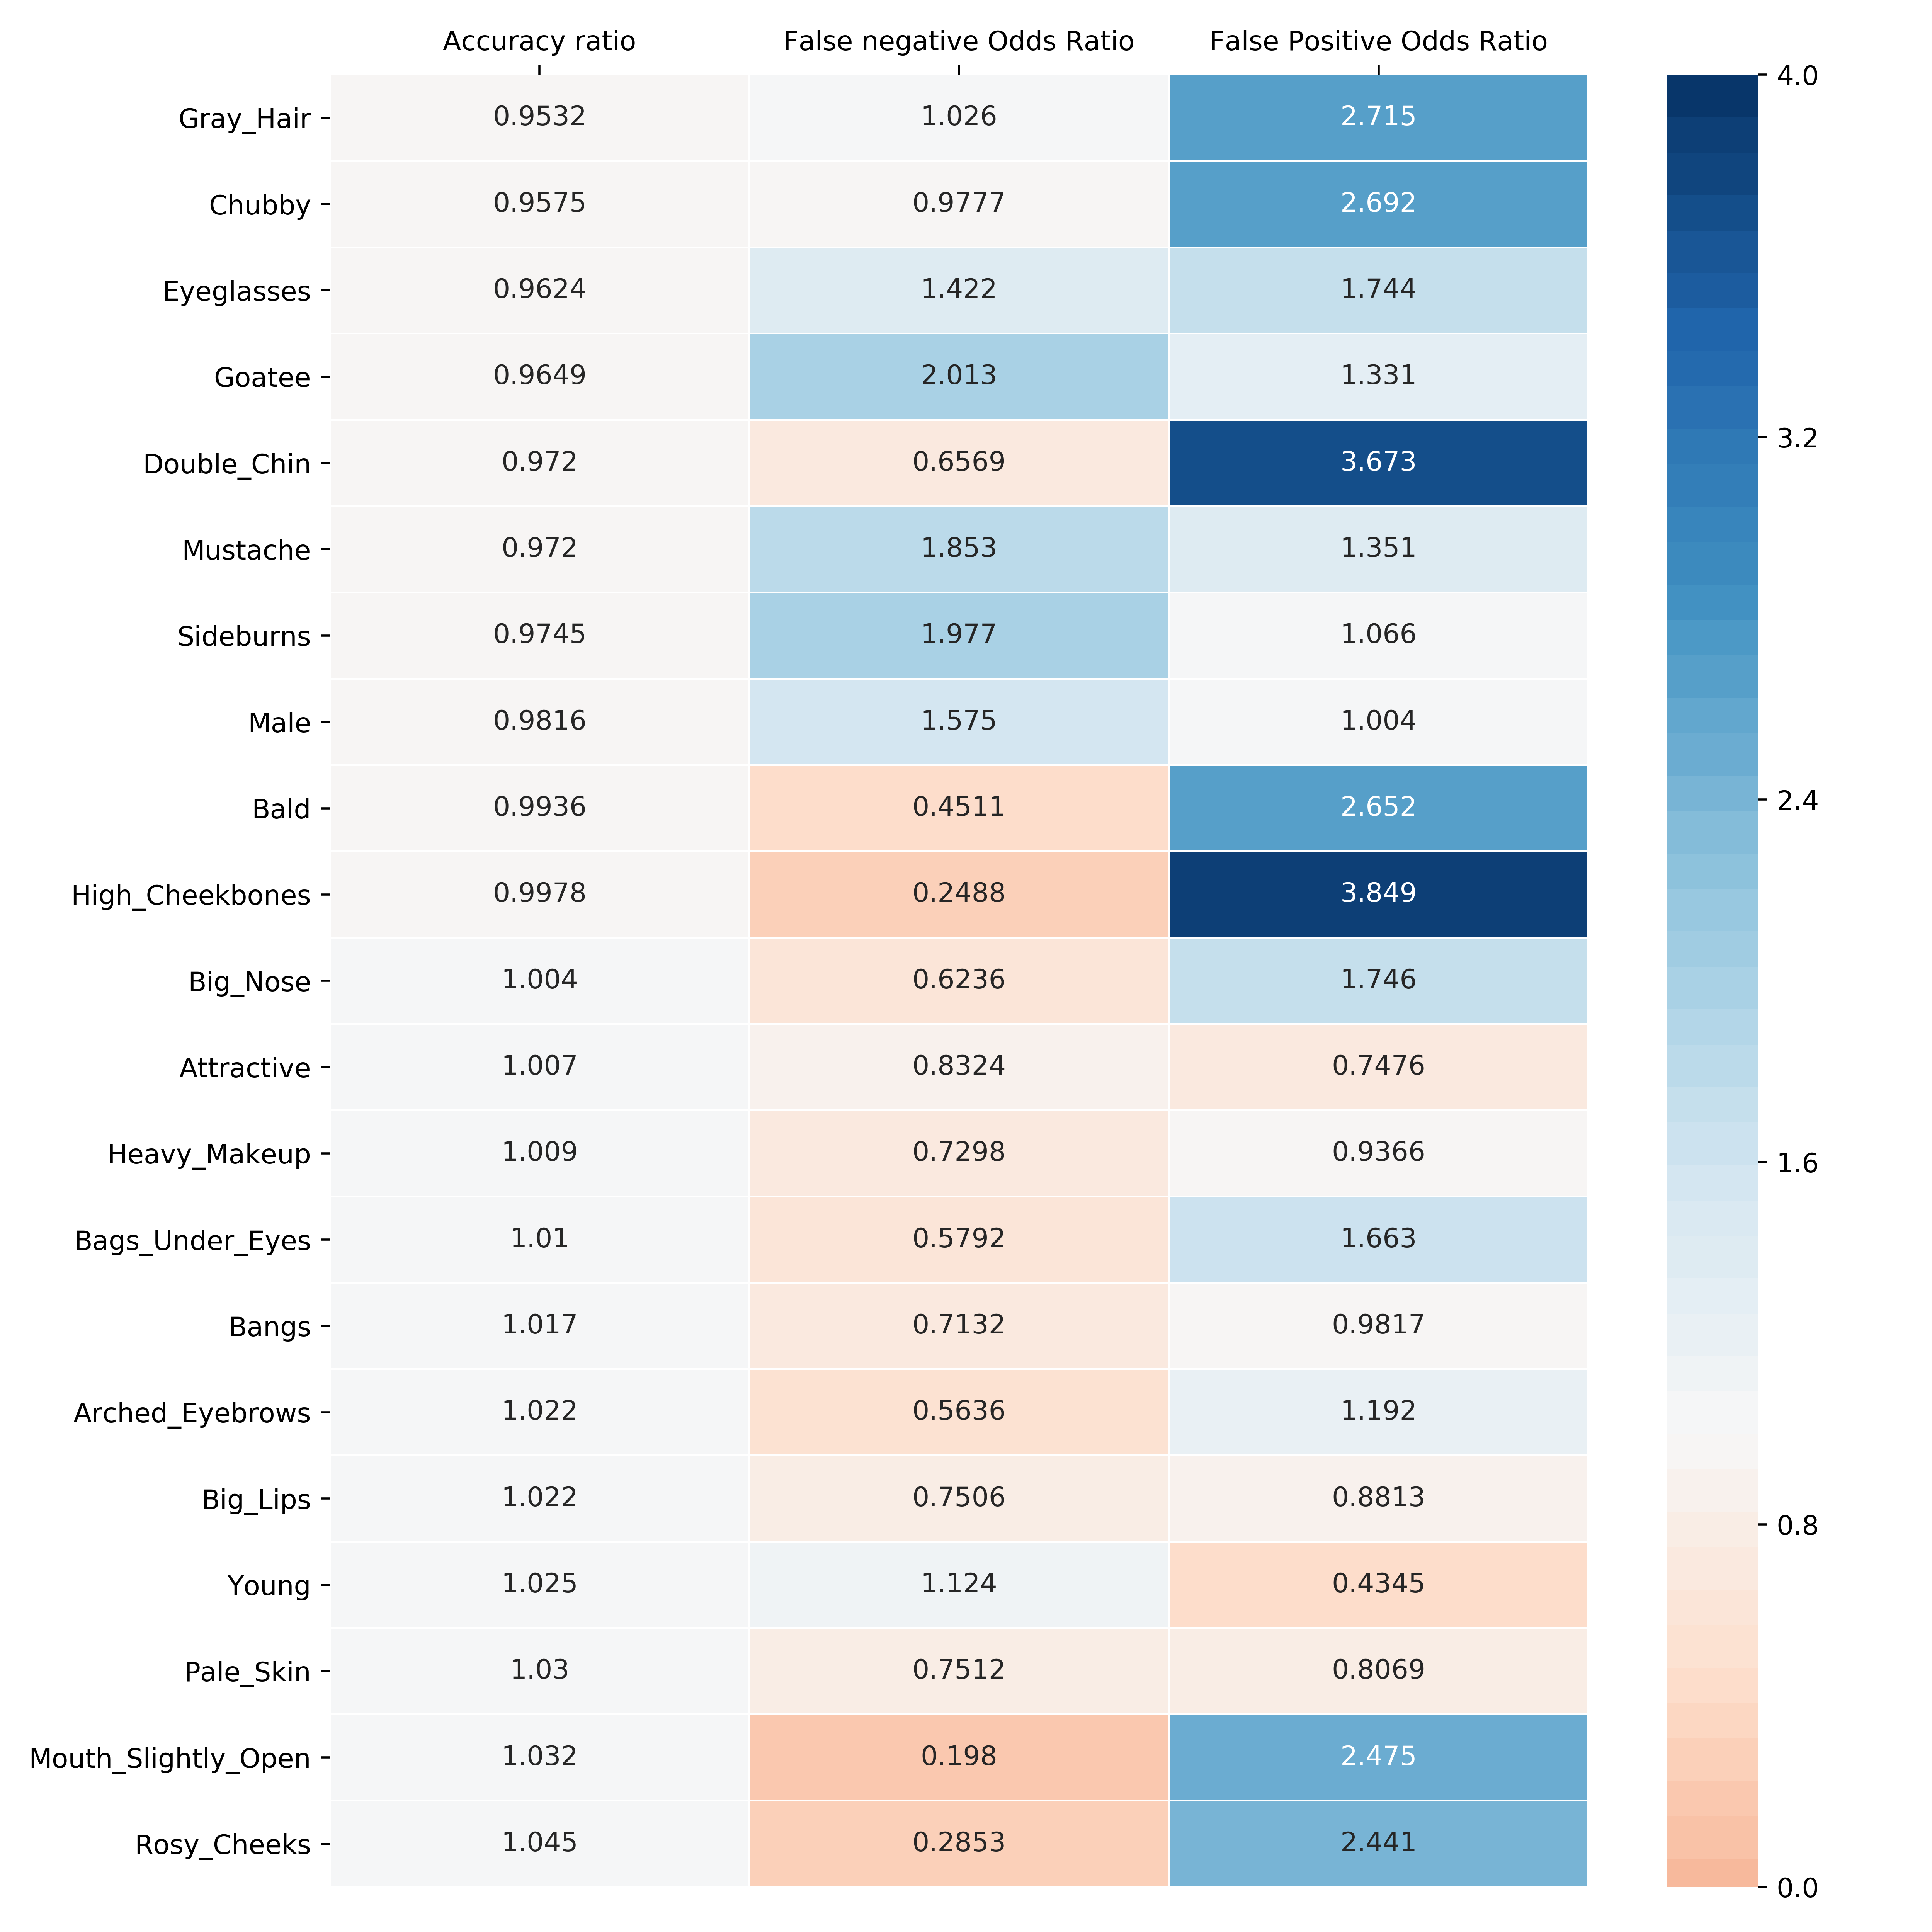 Accuracy ratio False negative Odds Ratio False Positive Odds Ratio
Gray_Hair 0.9532 1.026 2.715
Chubby 0.9575 0.9777 2.692
Eyeglasses 0.9624 1.422 1.744
Goatee 0.9649 2.013 1.331
Double_Chin 0.972 0.6569 3.673
Mustache 0.972 1.853 1.351
Sideburns 0.9745 1.977 1.066
Male 0.9816 1.575 1.004
Bald 0.9936 0.4511 2.652
High_Cheekbones 0.9978 0.2488 3.849
Big_Nose 1.004 0.6236 1.746
Attractive 1.007 0.8324 0.7476
Heavy_Makeup 1.009 0.7298 0.9366
Bags_Under_Eyes 1.01 0.5792 1.663
Bangs 1.017 0.7132 0.9817
Arched_Eyebrows 1.022 0.5636 1.192
Big_Lips 1.022 0.7506 0.8813
Young 1.025 1.124 0.4345
Pale_Skin 1.03 0.7512 0.8069
Mouth_Slightly_Open 1.032 0.198 2.475
Rosy_Cheeks 1.045 0.2853 2.441
4.0
3.2
2.4
1.6
0.8
0.0